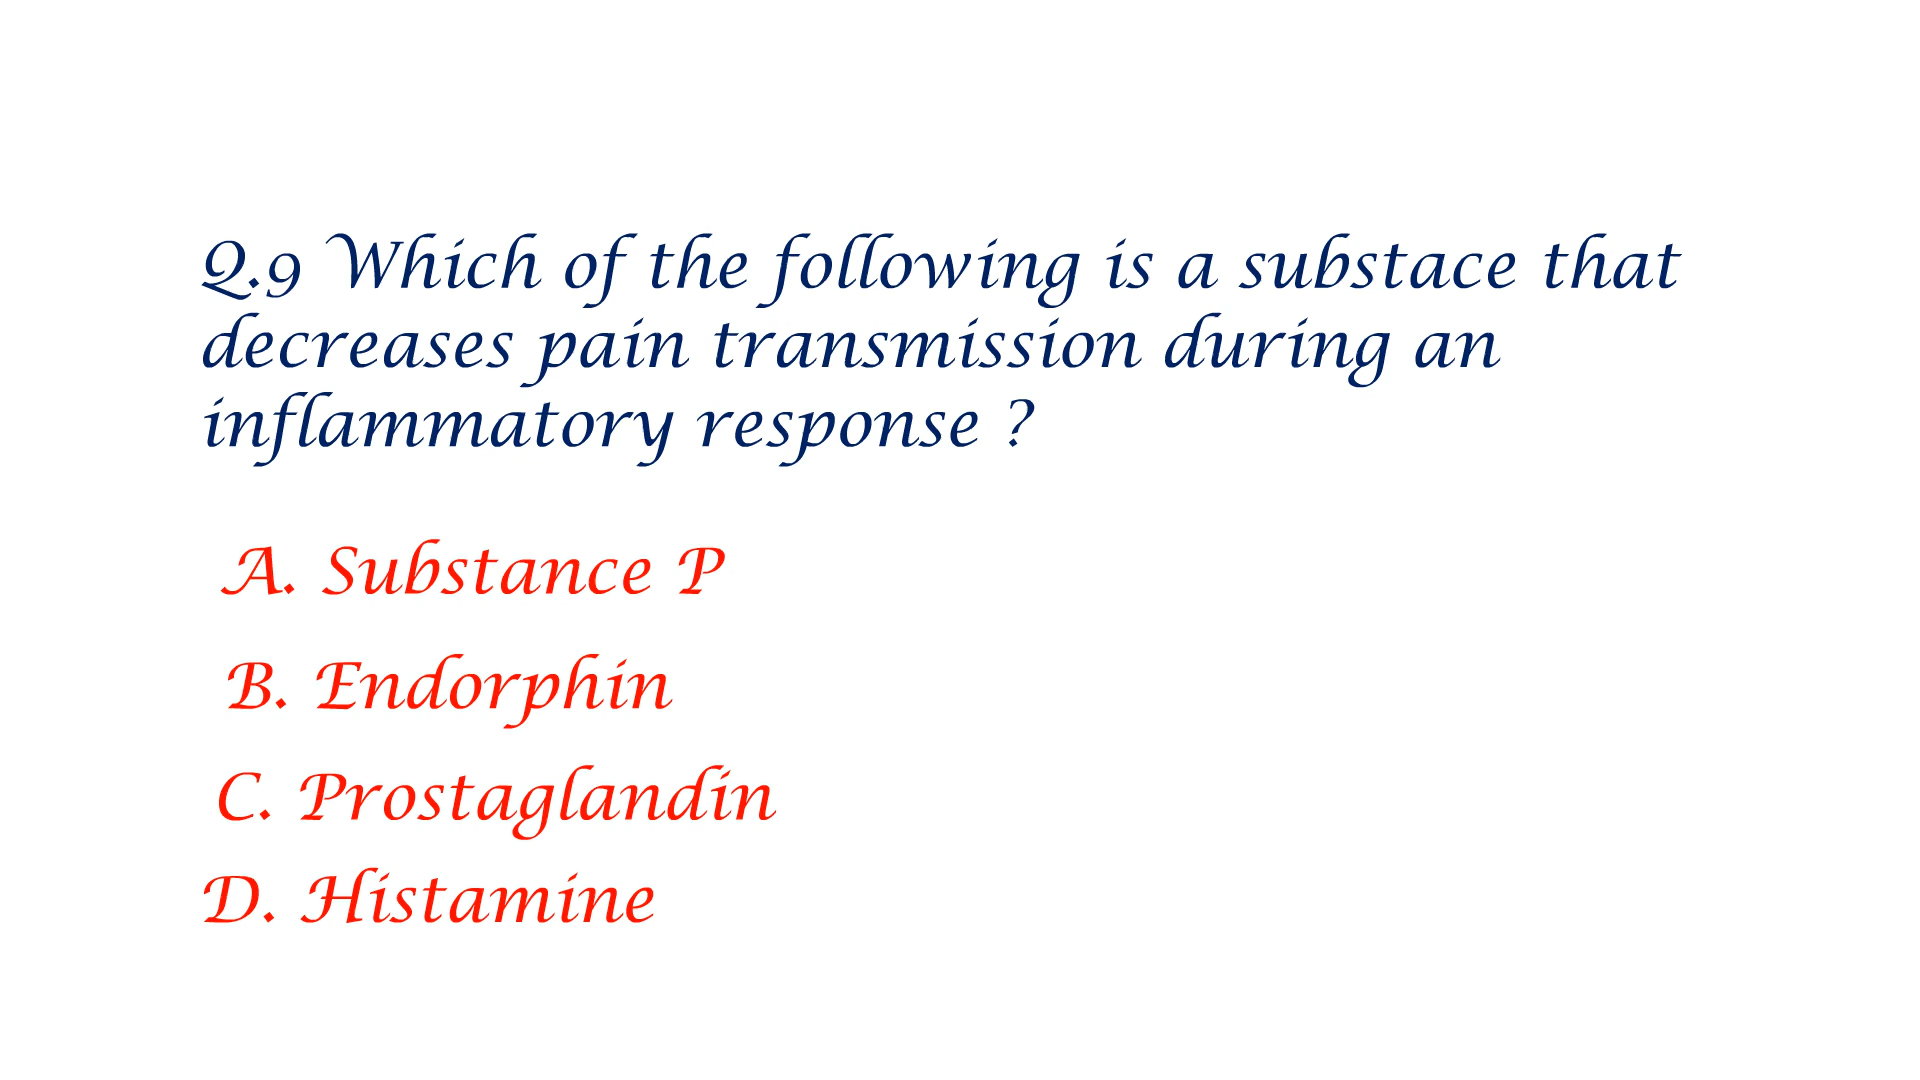 Q.9 Which of the following is a substace that
decreases pain transmission during an
inflammatory response ?
A. Substance P
B. Endorphin
C. Prostaglandin
D. Histamine